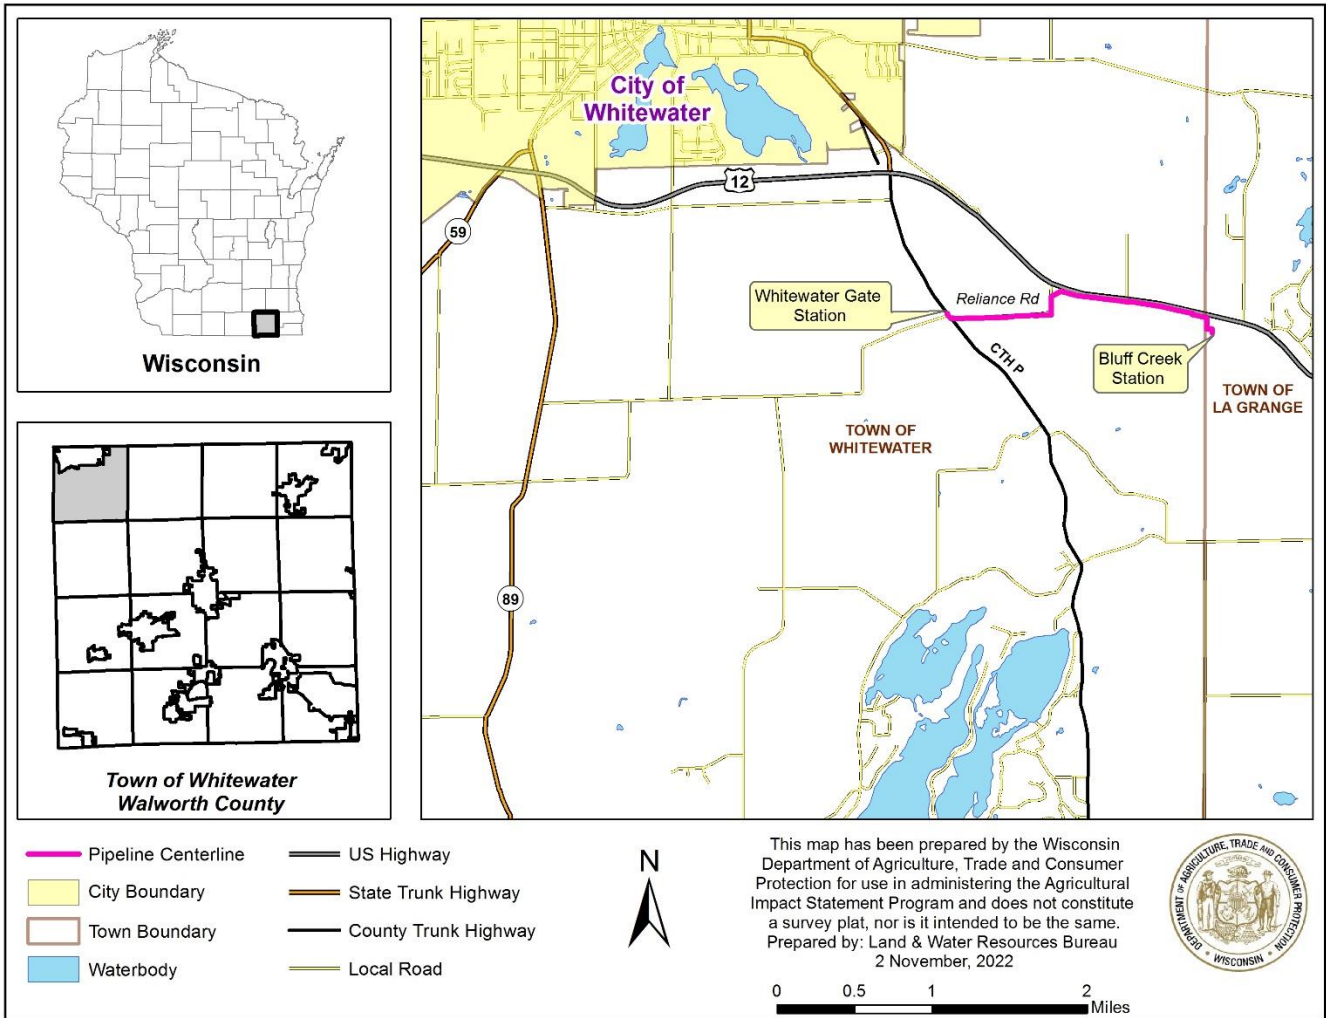 Wisconsin
Town of Whitewater
Walworth County
City of
Whitewater
12
59
Whitewater Gate
Station
Reliance Rd
Bluff Creek
Station
CTH P
TOWN OF
LA GRANGE
TOWN OF
WHITEWATER
89
Pipeline Centerline
City Boundary
Town Boundary
Waterbody
US Highway
State Trunk Highway
County Trunk Highway
Local Road
N
This map has been prepared by the Wisconsin
Department of Agriculture, Trade and Consumer
Protection for use in administering the Agricultural
Impact Statement Program and does not constitute
a survey plat, nor is it intended to be the same.
Prepared by: Land & Water Resources Bureau
2 November, 2022
0 0.5 1 2
Miles
DEPARTMENT OF AGRICULTURE, TRADE AND CONSUMER PROTECTION
• WISCONSIN •